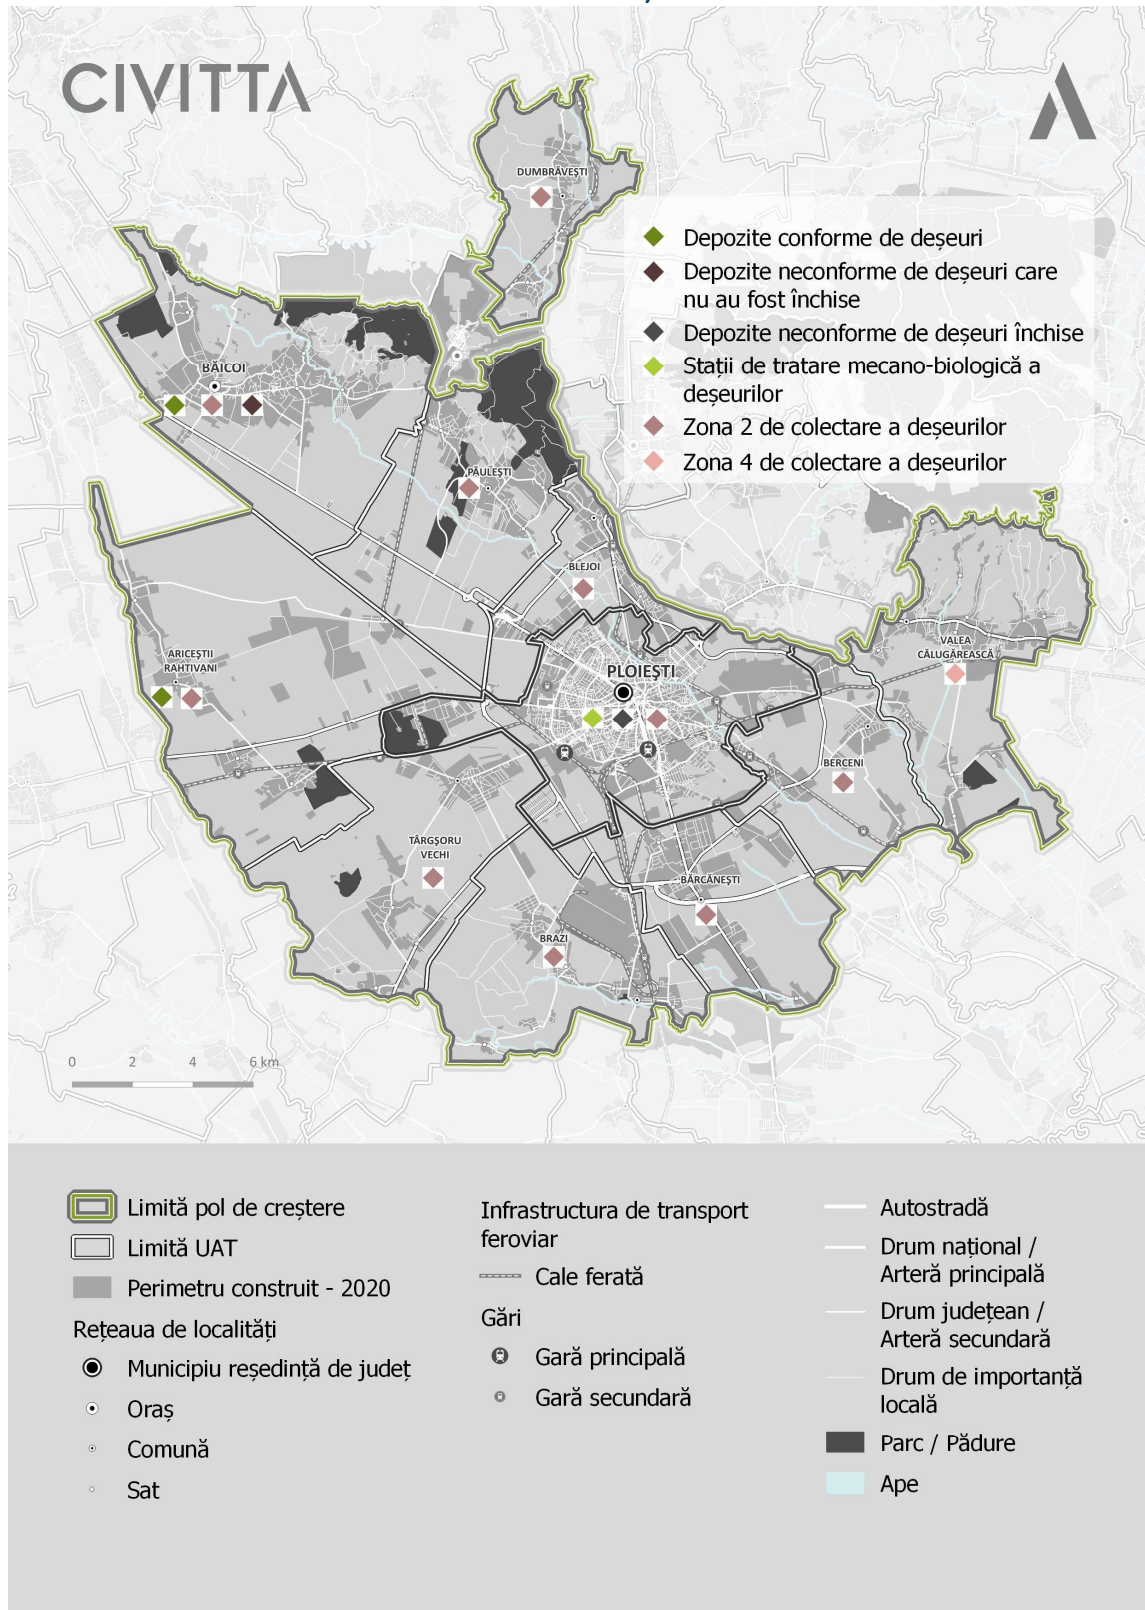 CIVITTA
DUMBRĂVEȘTI
Depozite conforme de deșeuri
Depozite neconforme de deșeuri care
nu au fost închise
Depozite neconforme de deșeuri închise
Stații de tratare mecano-biologică a
deșeurilor
Zona 2 de colectare a deșeurilor
Zona 4 de colectare a deșeurilor
BĂICOI
PĂULEȘTI
BLEJOI
ARICEȘTII
RAHTIVANI
PLOIEȘTI
VALEA
CĂLUGĂREASCĂ
BERCENI
TÂRGȘORU
VECHI
BĂRCĂNEȘTI
BRAZI
0 2 4 6 km
Limită pol de creștere
Limită UAT
Perimetru construit - 2020
Rețeaua de localități
Municipiu reședință de județ
Oraș
Comună
Sat
Infrastructura de transport
feroviar
Cale ferată
Gări
Gară principală
Gară secundară
Autostradă
Drum național /
Arteră principală
Drum județean /
Arteră secundară
Drum de importanță
locală
Parc / Pădure
Ape